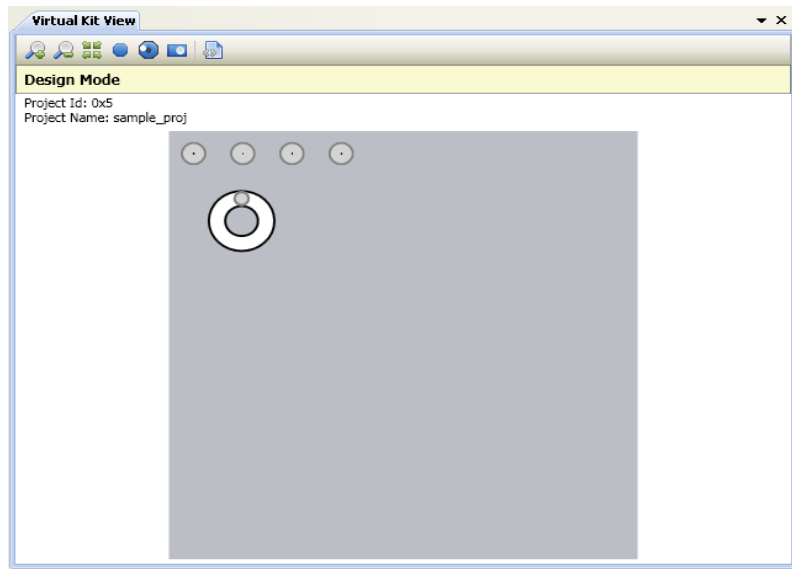 Virtual Kit View
Design Mode
Project Id: 0x5
Project Name: sample_proj